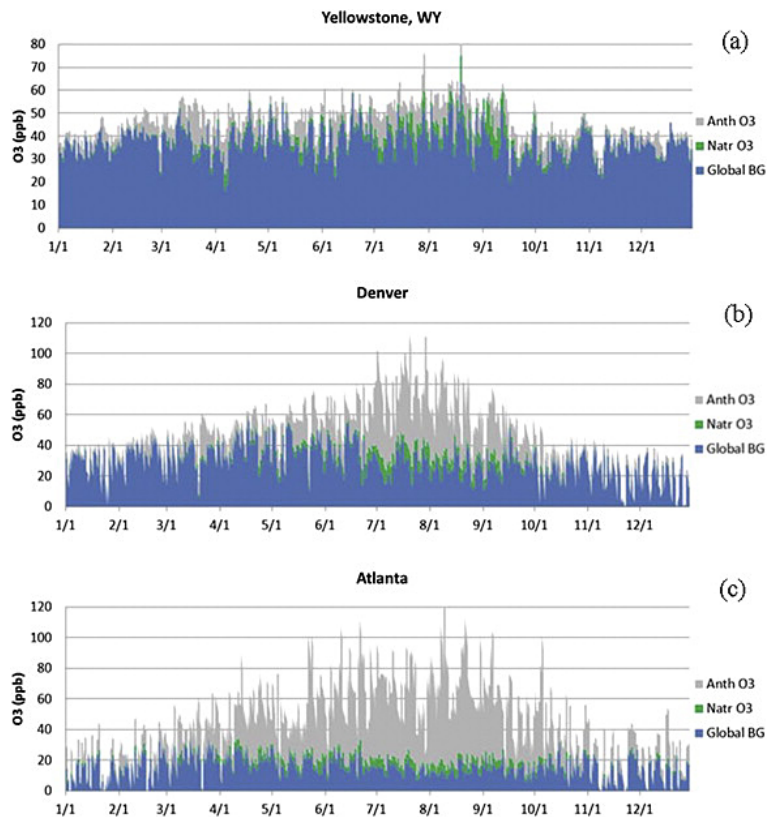 Yellowstone, WY
(a)
80
70
60
50
40
30
20
10
0
O3 (ppb)
Anth O3
Natr O3
Global BG
1/1 2/1 3/1 4/1 5/1 6/1 7/1 8/1 9/1 10/1 11/1 12/1
Denver
(b)
120
100
80
60
40
20
0
O3 (ppb)
Anth O3
Natr O3
Global BG
1/1 2/1 3/1 4/1 5/1 6/1 7/1 8/1 9/1 10/1 11/1 12/1
Atlanta
(c)
120
100
80
60
40
20
0
O3 (ppb)
Anth O3
Natr O3
Global BG
1/1 2/1 3/1 4/1 5/1 6/1 7/1 8/1 9/1 10/1 11/1 12/1